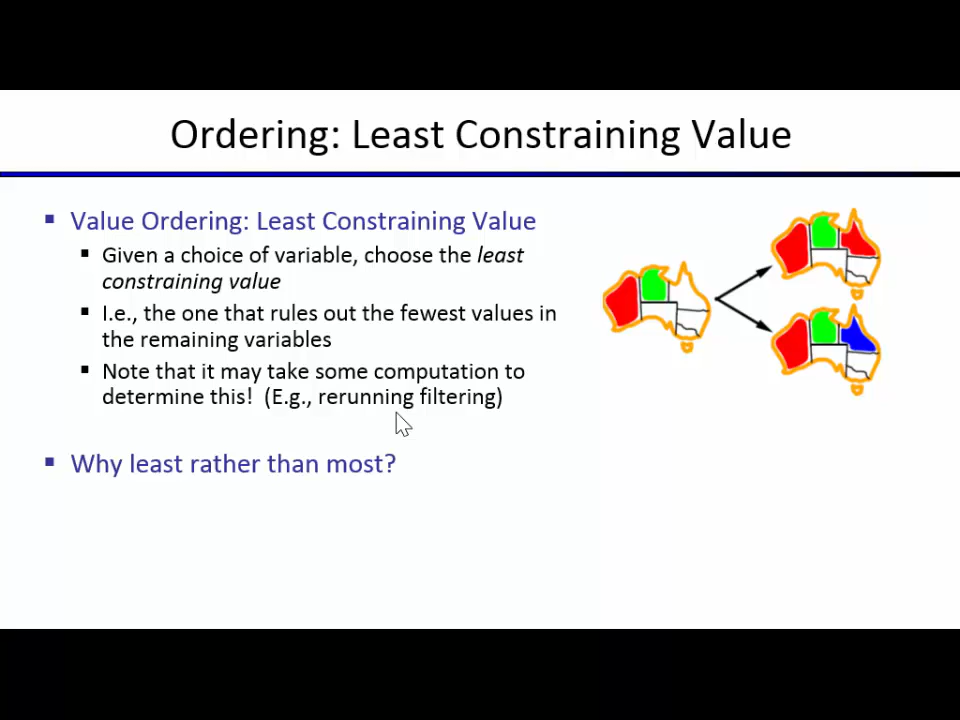 Ordering: Least Constraining Value
▪ Value Ordering: Least Constraining Value
▪ Given a choice of variable, choose the least
constraining value
▪ I.e., the one that rules out the fewest values in
the remaining variables
▪ Note that it may take some computation to
determine this! (E.g., rerunning filtering)
▪ Why least rather than most?